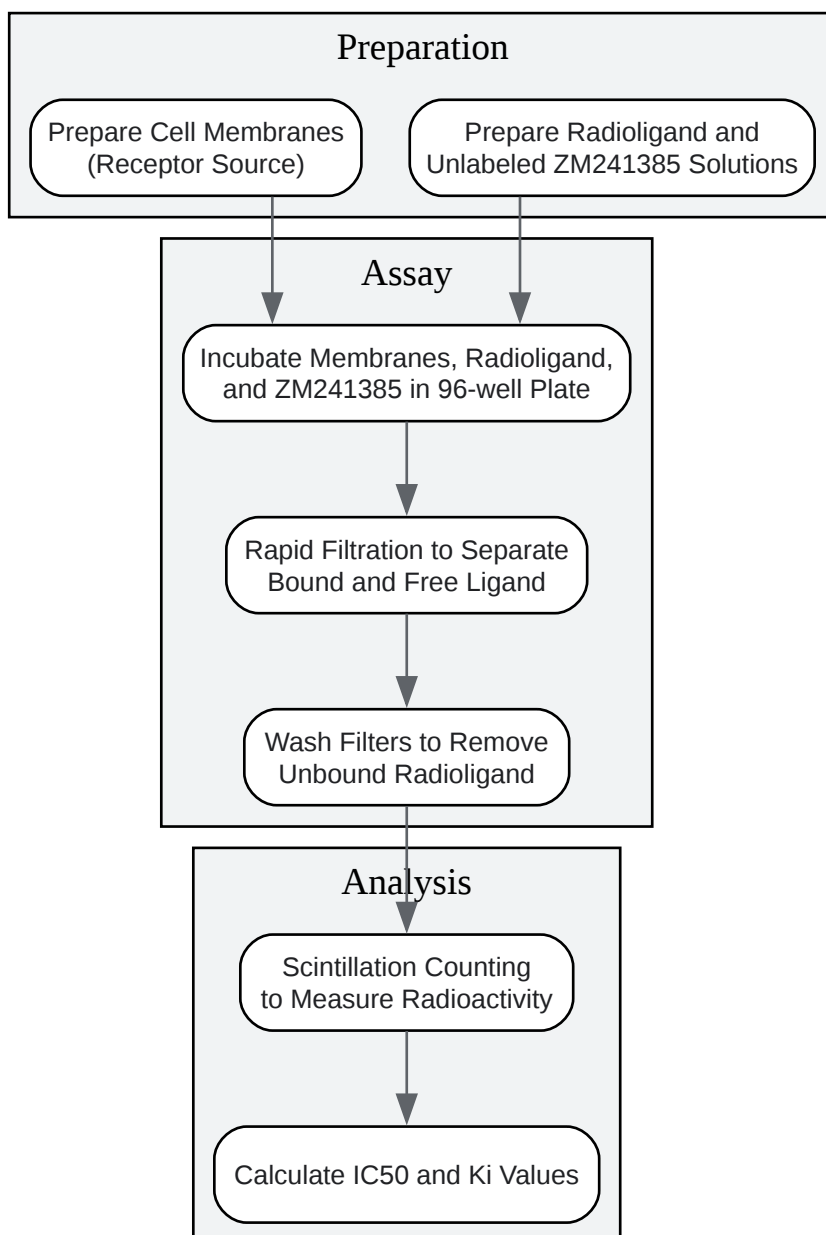 Preparation
Prepare Cell Membranes
(Receptor Source)
Prepare Radioligand and
Unlabeled ZM241385 Solutions
Assay
Incubate Membranes, Radioligand,
and ZM241385 in 96-well Plate
Rapid Filtration to Separate
Bound and Free Ligand
Wash Filters to Remove
Unbound Radioligand
Analysis
Scintillation Counting
to Measure Radioactivity
Calculate IC50 and Ki Values